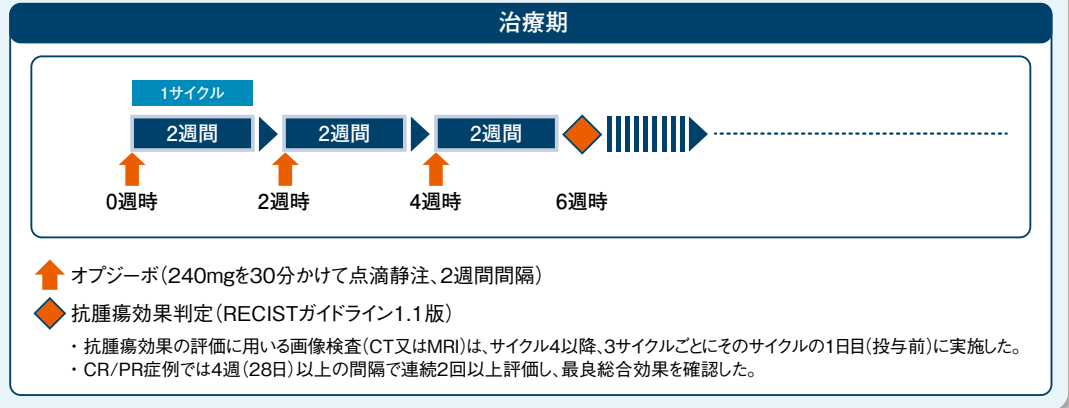 治療期
1サイクル
2週間 2週間 2週間
0週時 2週時 4週時 6週時
オプジーボ(240mgを30分かけて点滴静注、2週間間隔)
抗腫瘍効果判定(RECISTガイドライン1.1版)
・抗腫瘍効果の評価に用いる画像検査(CT又はMRI)は、サイクル4以降、3サイクルごとにそのサイクルの1日目(投与前)に実施した。
・CR/PR症例では4週(28日)以上の間隔で連続2回以上評価し、最良総合効果を確認した。